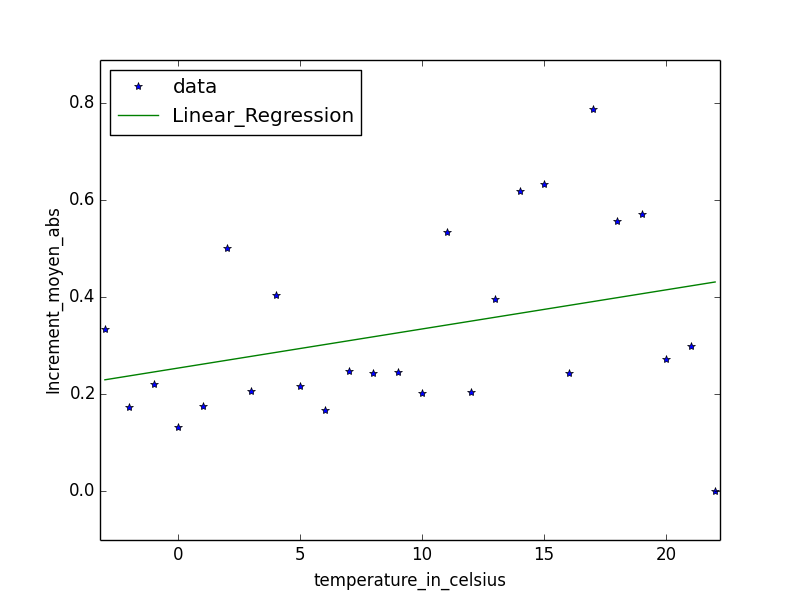 data
Linear_Regression
0.8
0.6
0.4
0.2
0.0
Increment_moyen_abs
0
5
10
15
20
temperature_in_celsius